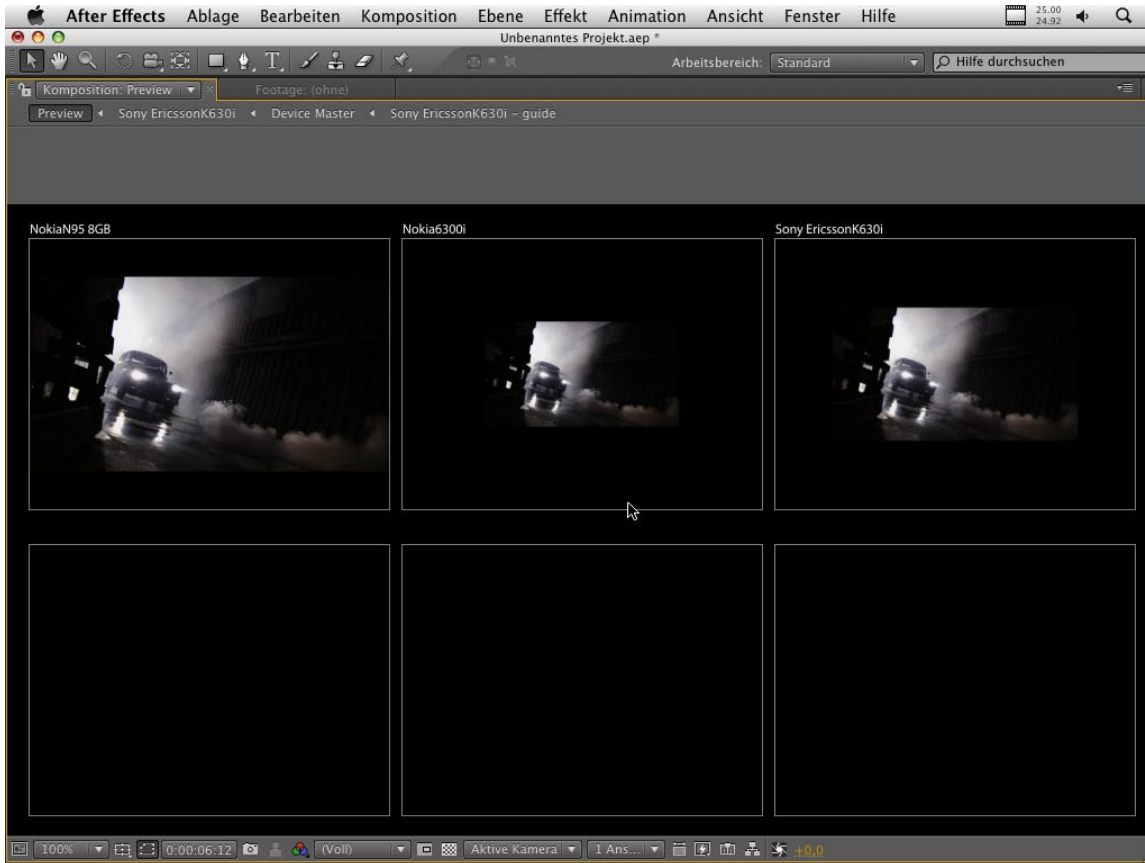 After Effects Ablage Bearbeiten Komposition Ebene Effekt Animation Ansicht Fenster Hilfe 25.00 24.92
Unbenanntes Projekt.aep *
T Arbeitsbereich: Standard Hilfe durchsuchen
Komposition: Preview Footage: (ohne)
Preview Sony EricssonK630i Device Master Sony EricssonK630i – guide
NokiaN95 8GB Nokia6300i Sony EricssonK630i
100% 0:00:06:12 (Voll) Aktive Kamera 1 Ans... +0,0